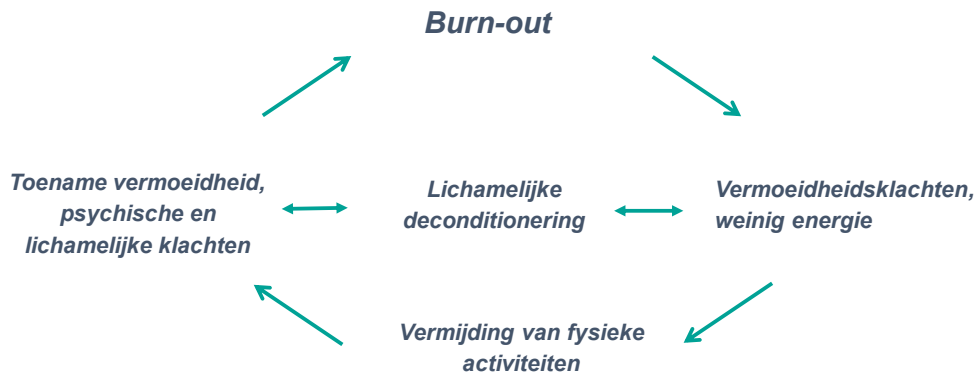 Burn-out
Toename vermoeidheid,
psychische en
lichamelijke klachten
Lichamelijke
deconditionering
Vermoeidheidsklachten,
weinig energie
Vermijding van fysieke
activiteiten